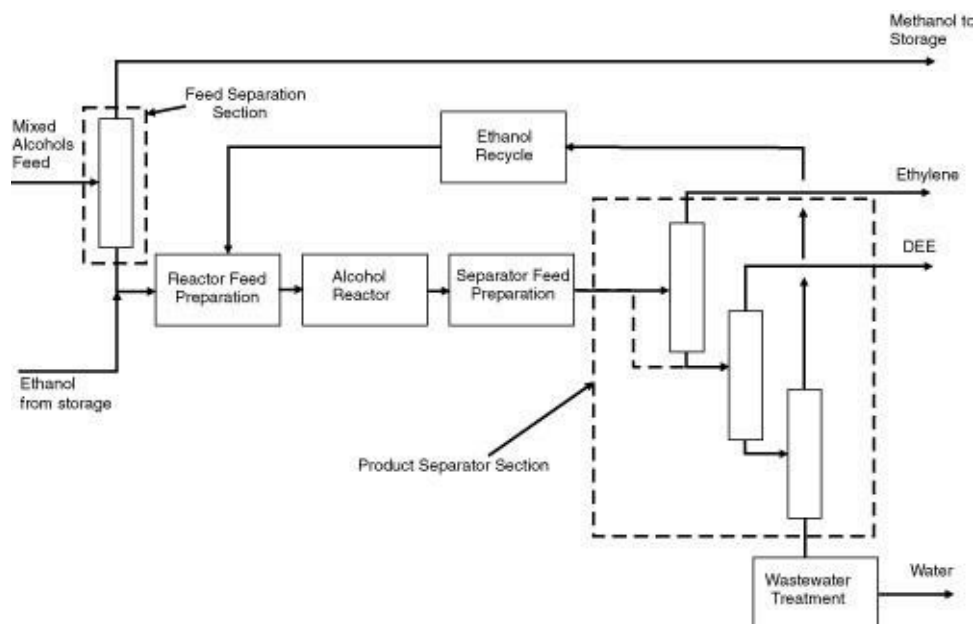 Methanol to
Storage
Feed Separation
Section
Mixed
Alcohols
Feed
Ethanol
Recycle
Ethylene
DEE
Reactor Feed
Preparation
Alcohol
Reactor
Separator Feed
Preparation
Ethanol
from storage
Product Separator Section
Wastewater
Treatment
Water